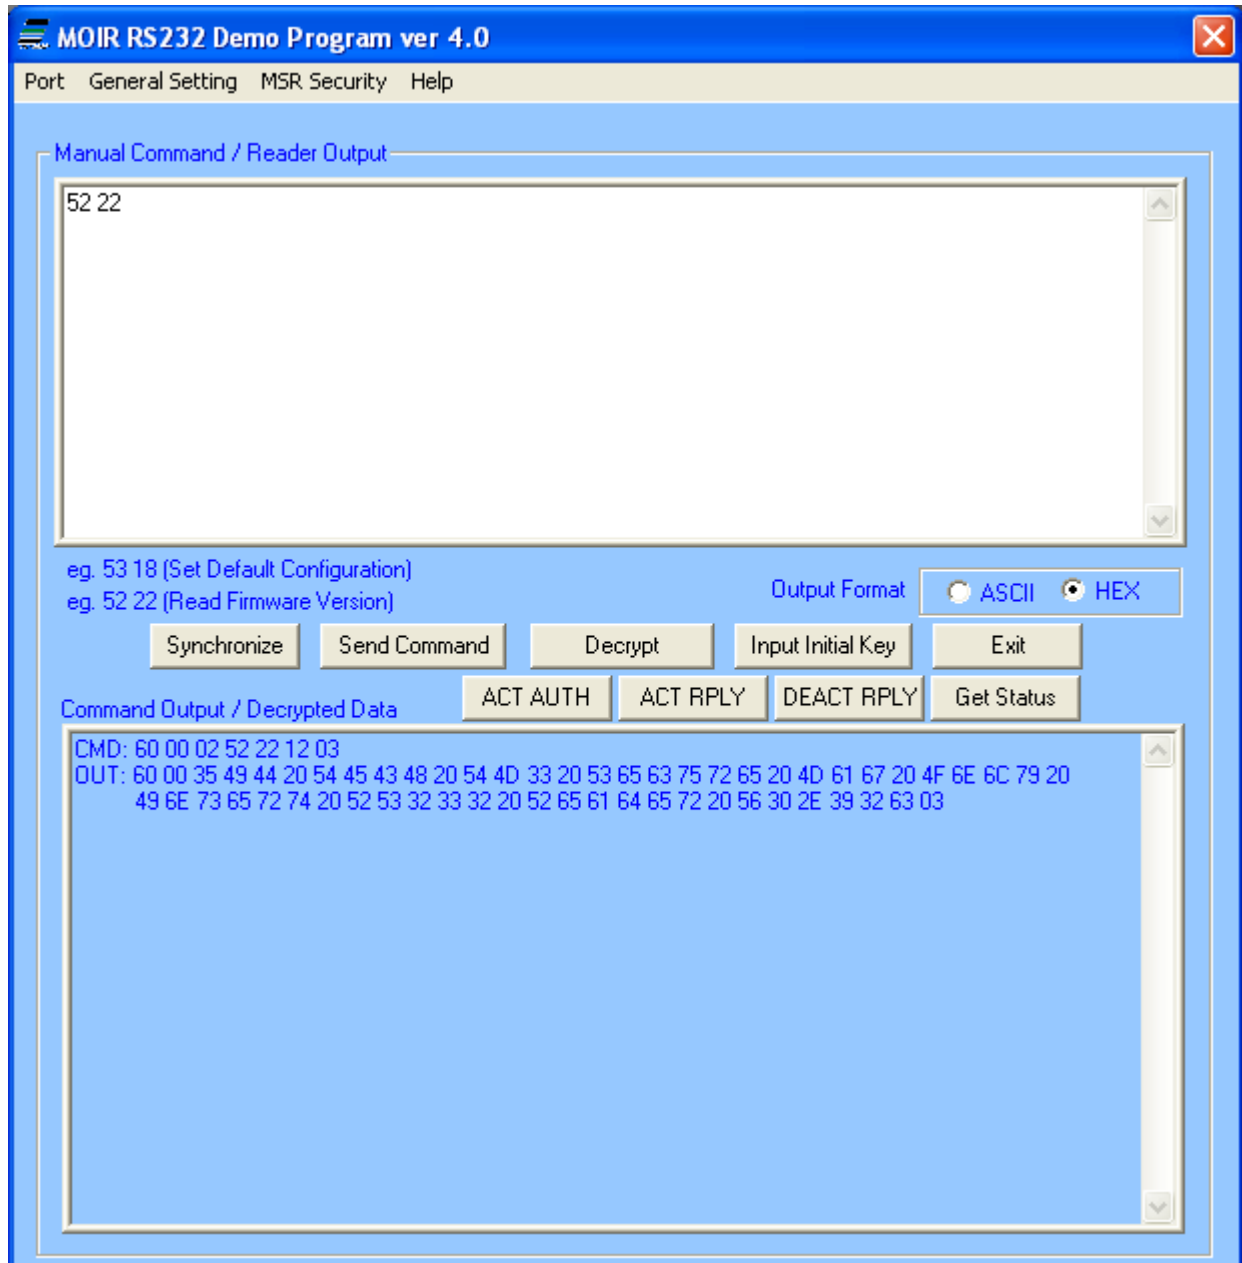 MOIR RS232 Demo Program ver 4.0
Port General Setting MSR Security Help
Manual Command / Reader Output
52 22
eg. 53 18 (Set Default Configuration)
eg. 52 22 (Read Firmware Version)
Output Format ASCII HEX
Synchronize Send Command Decrypt Input Initial Key Exit
ACT AUTH ACT RPLY DEACT RPLY Get Status
Command Output / Decrypted Data
CMD: 60 00 02 52 22 12 03
OUT: 60 00 35 49 44 20 54 45 43 48 20 54 4D 33 20 53 65 63 75 72 65 20 4D 61 67 20 4F 6E 6C 79 20
49 6E 73 65 72 74 20 52 53 32 33 32 20 52 65 61 64 65 72 20 56 30 2E 39 32 63 03